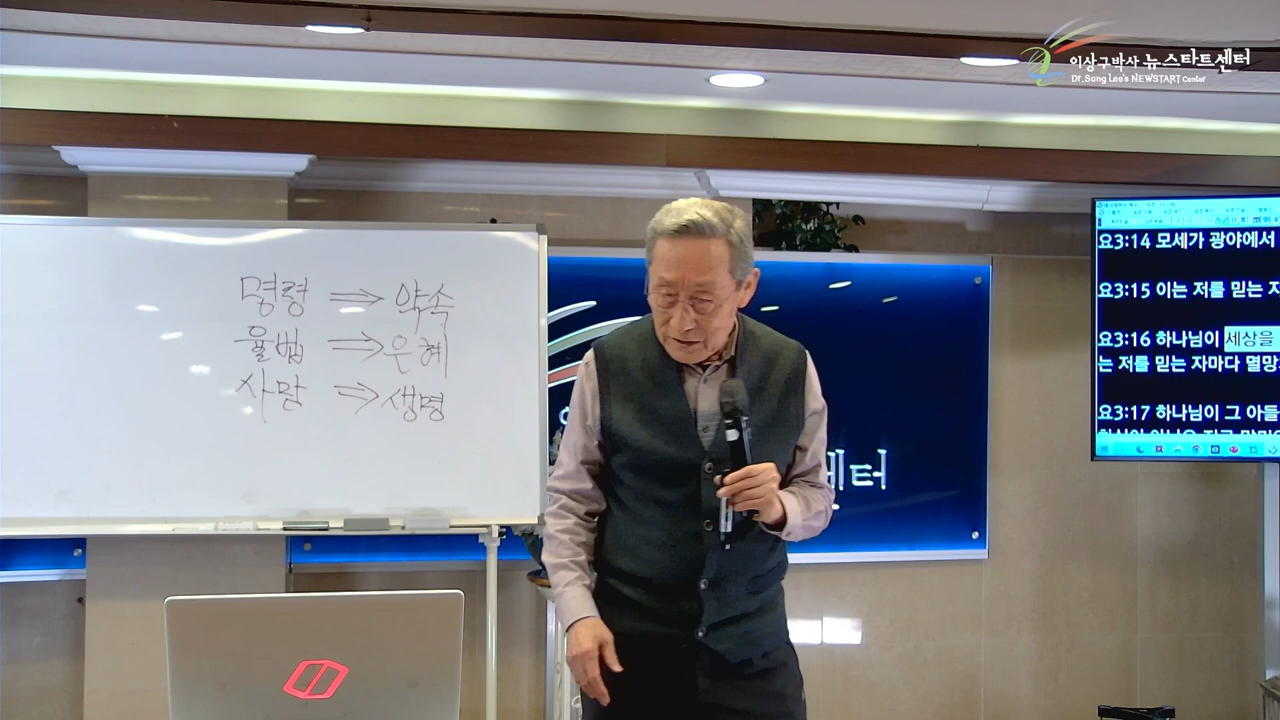 이상구박사 뉴스타트센터
Dr.Sang Lee's NEWSTART Center
명령 ⇒ 약속
율법 ⇒ 은혜
사망 ⇒ 생명
요3:14 모세가 광야에서
요3:15 이는 저를 믿는 자
요3:16 하나님이 세상을
는 저를 믿는 자마다 멸망
요3:17 하나님이 그 아들
센터